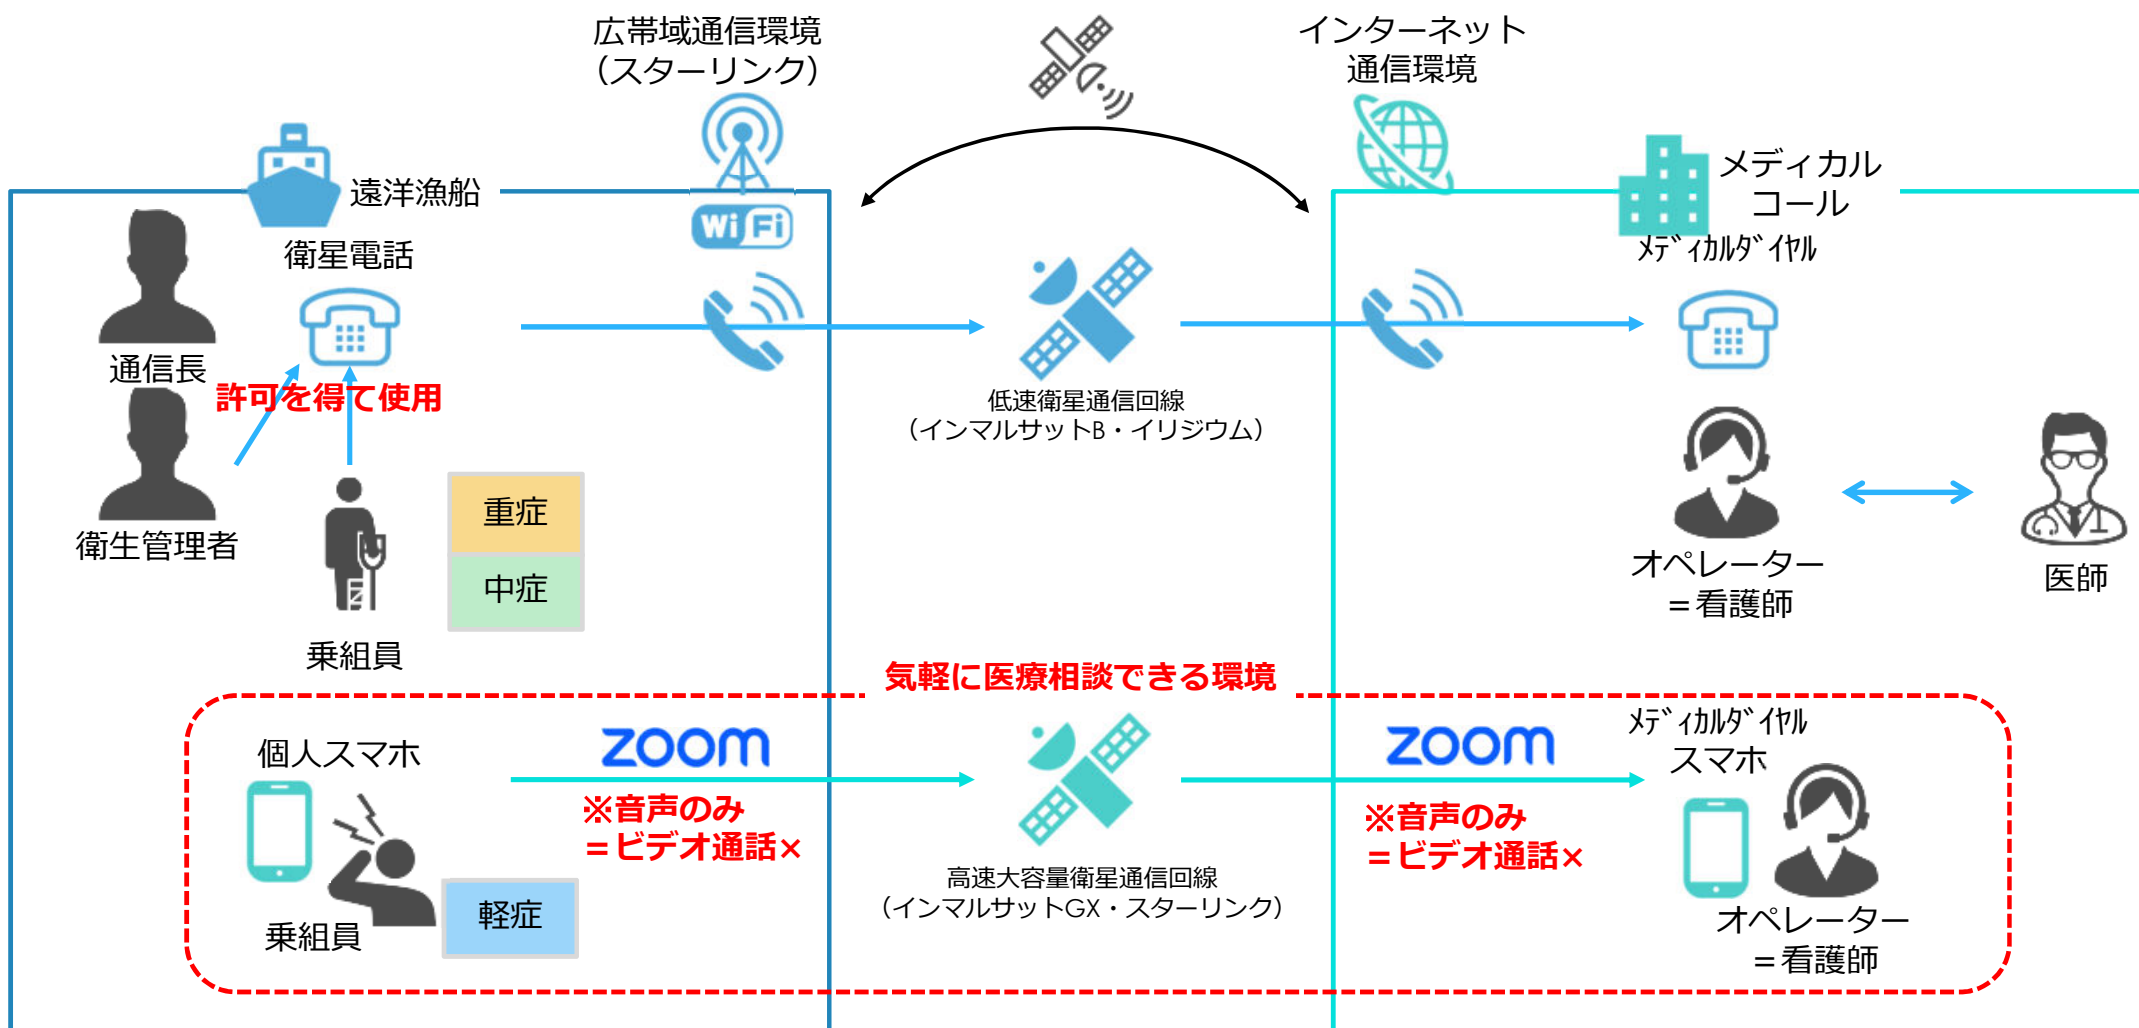 広帯域通信環境
（スターリンク）
インターネット
通信環境
遠洋漁船
Wi Fi
メディカル
コール
衛星電話
ﾒﾃﾞｨｶﾙﾀﾞｲﾔﾙ
通信長
許可を得て使用
低速衛星通信回線
（インマルサットB・イリジウム）
衛生管理者
重症
中症
オペレーター
＝看護師
医師
乗組員
気軽に医療相談できる環境
個人スマホ
zoom
zoom
ﾒﾃﾞｨｶﾙﾀﾞｲﾔﾙ
スマホ
※音声のみ
＝ビデオ通話×
※音声のみ
＝ビデオ通話×
高速大容量衛星通信回線
（インマルサットGX・スターリンク）
軽症
乗組員
オペレーター
＝看護師